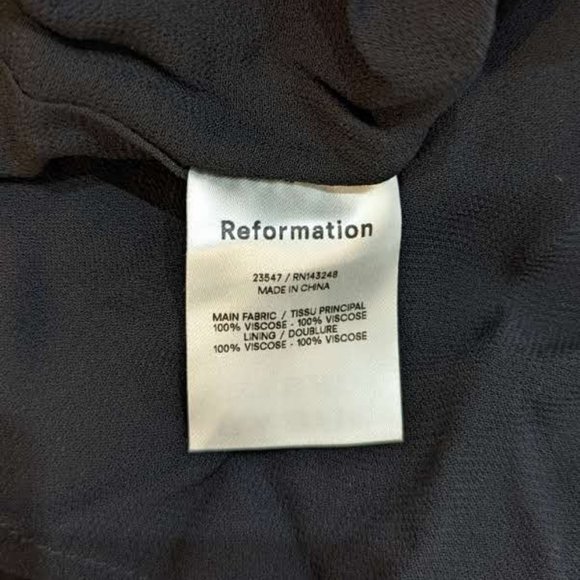 Reformation
23547 / RN143248
MADE IN CHINA
MAIN FABRIC / TISSU PRINCIPAL
100% VISCOSE - 100% VISCOSE
LINING / DOUBLURE
100% VISCOSE - 100% VISCOSE